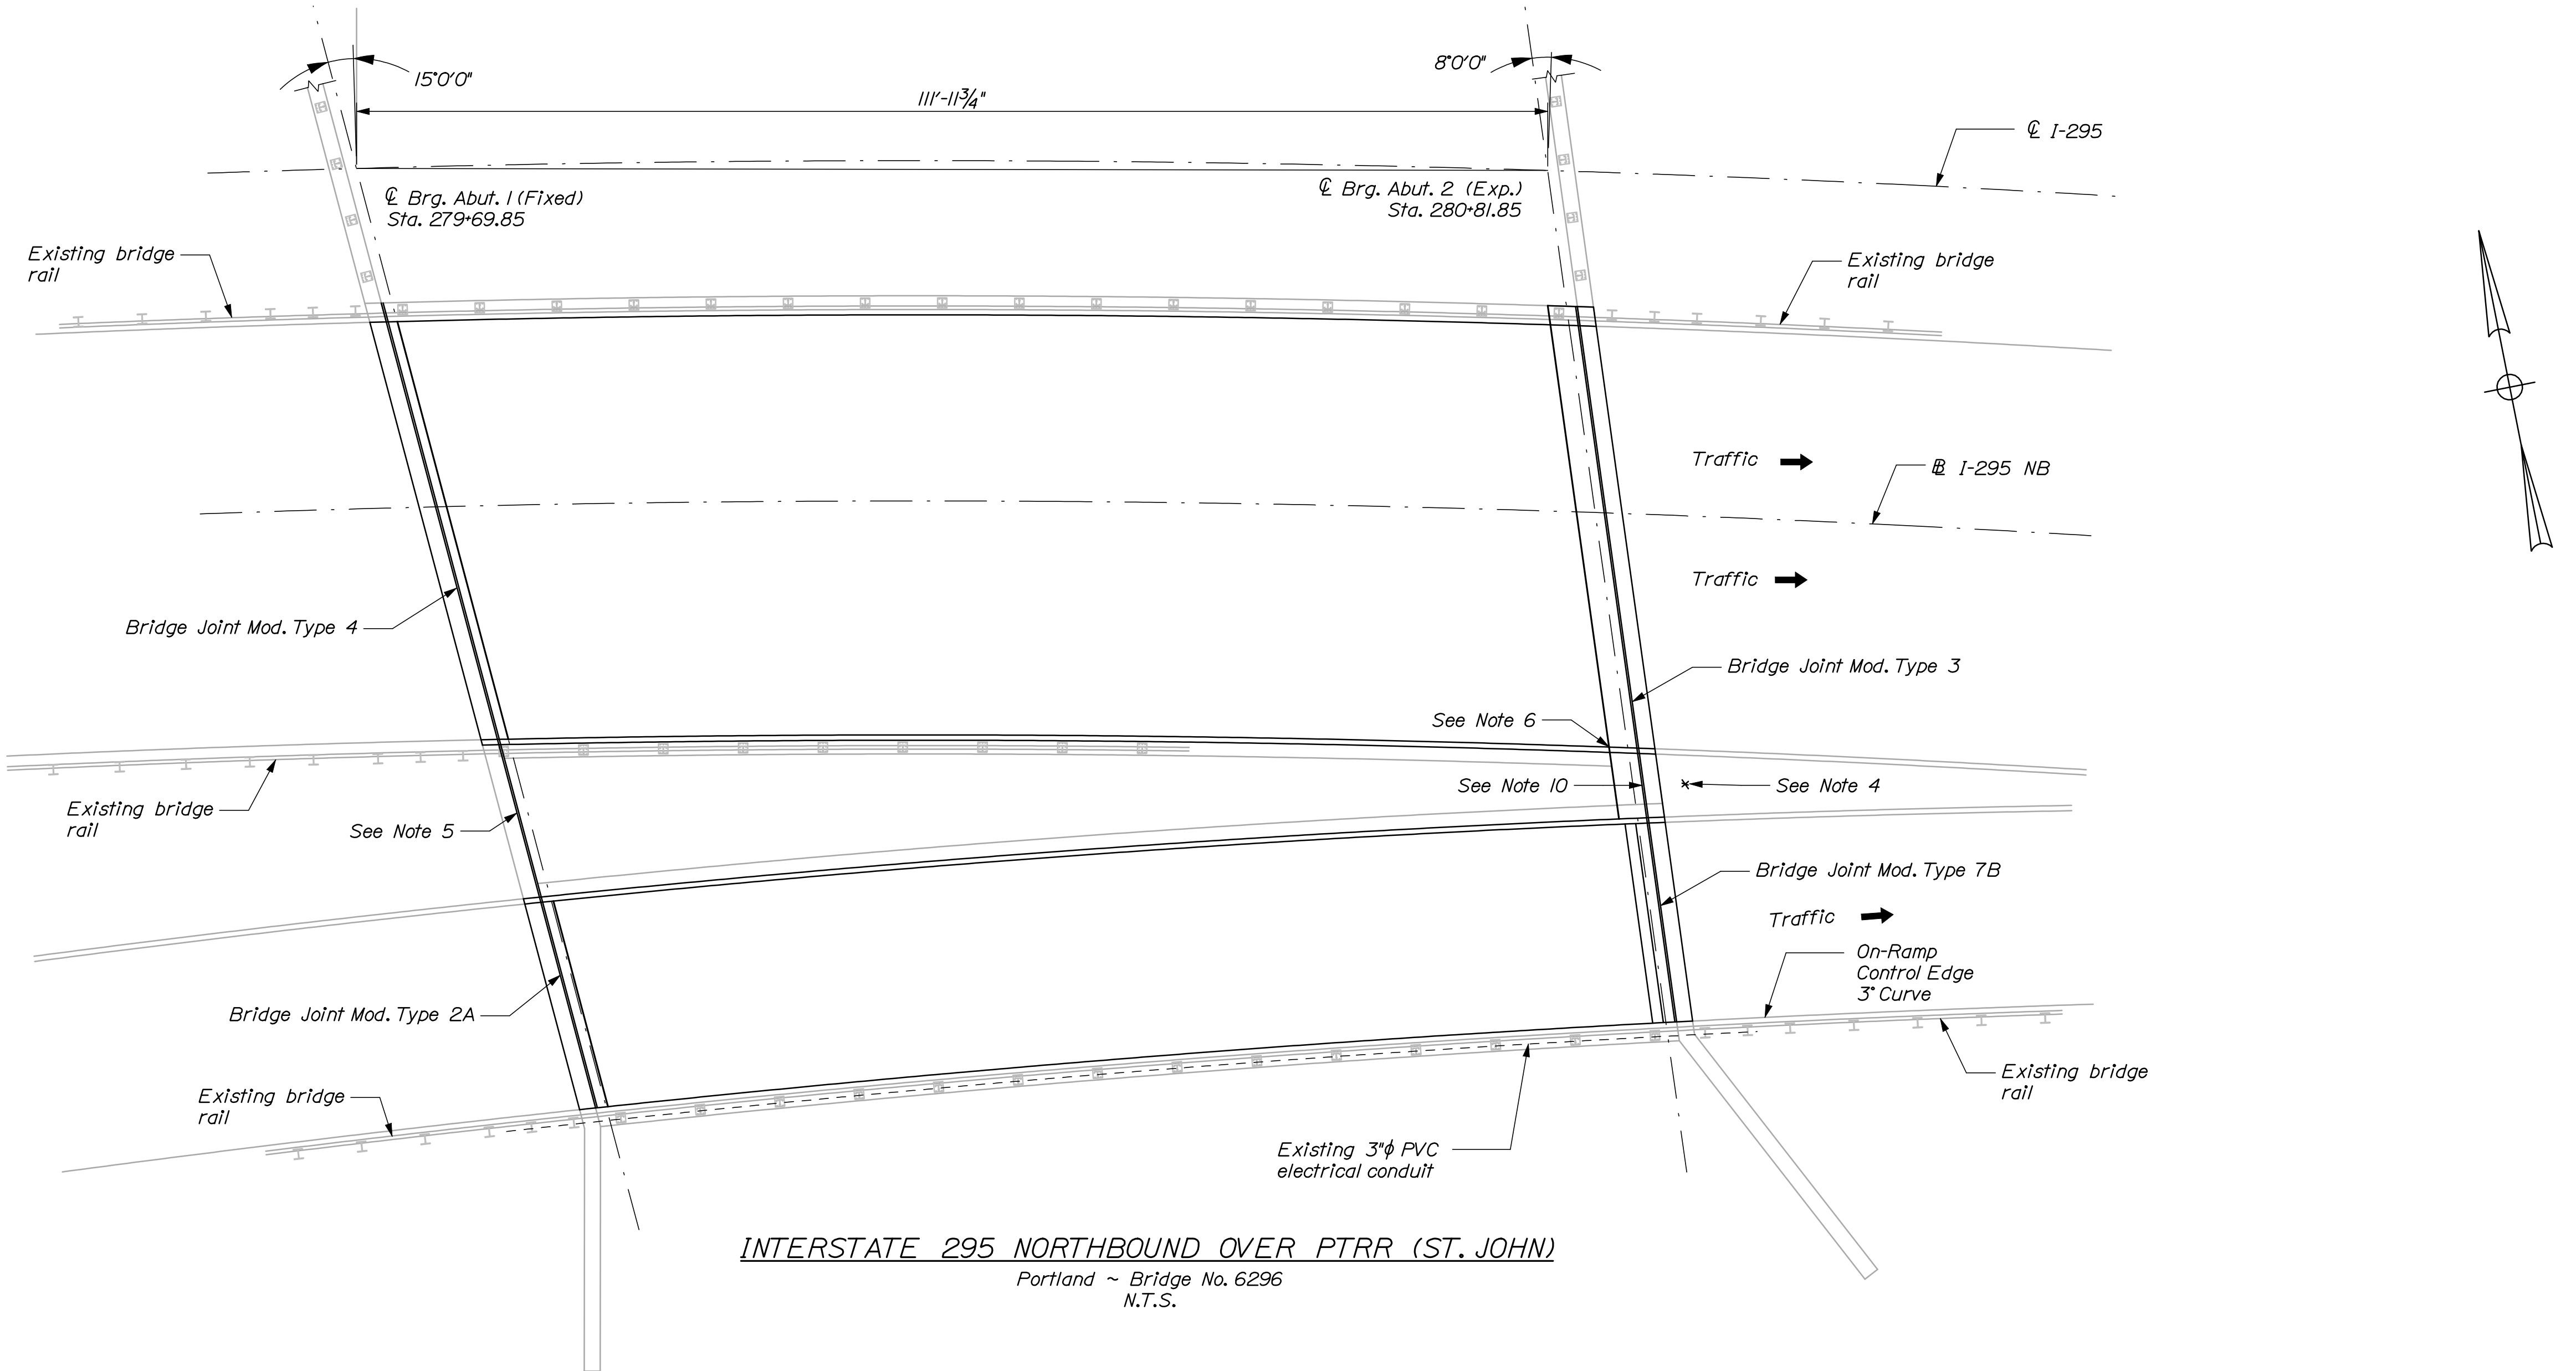 15°0'0"
8°0'0"
111'-11¾"
℄ I-295
℄ Brg. Abut. 1 (Fixed)
Sta. 279+69.85
℄ Brg. Abut. 2 (Exp.)
Sta. 280+81.85
Existing bridge
rail
Existing bridge
rail
Traffic
BL I-295 NB
Traffic
Bridge Joint Mod. Type 4
Bridge Joint Mod. Type 3
See Note 6
See Note 10
See Note 4
Existing bridge
rail
See Note 5
Bridge Joint Mod. Type 7B
Traffic
On-Ramp
Control Edge
3° Curve
Bridge Joint Mod. Type 2A
Existing bridge
rail
Existing bridge
rail
Existing 3"ϕ PVC
electrical conduit
INTERSTATE 295 NORTHBOUND OVER PTRR (ST. JOHN)
Portland ~ Bridge No. 6296
N.T.S.